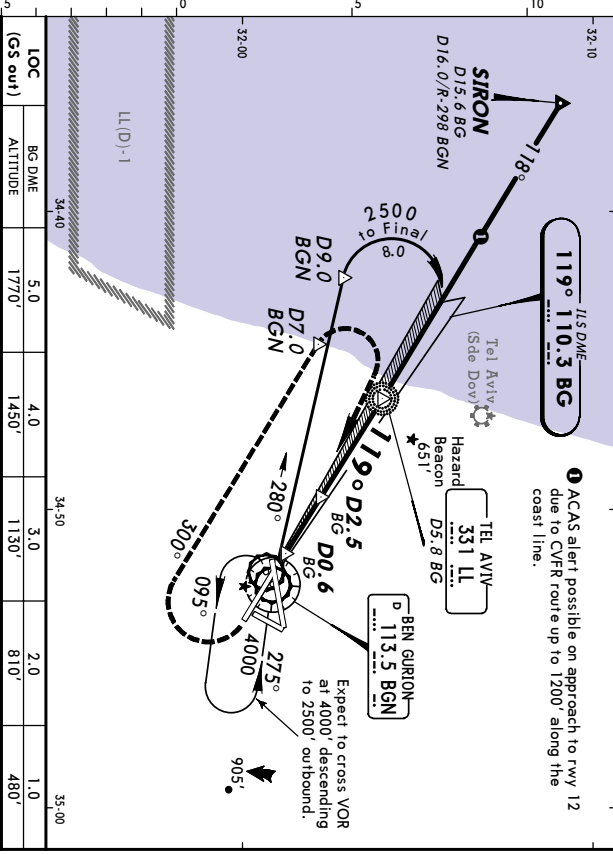 ❶ ACAS alert possible on approach to rwy 12
due to CVFR route up to 1200' along the
coast line.
ILS DME
119° 110.3 BG
Tel Aviv
(Sde Dov)
SIRON
D15.6 BG
D16.0/R-298 BGN
118°
❶
TEL AVIV
331 LL
Hazard
Beacon
651'
D5.8 BG
BEN GURION
D 113.5 BGN
2500
to Final
8.0
D9.0
BGN
D7.0
BGN
119°
D2.5
BG
D0.6
BG
280°
300°
095°
275°
4000
Expect to cross VOR
at 4000' descending
to 2500' outbound.
905'
LL(D)-1
32-10
32-00
34-40
34-50
35-00
5
0
5
10
LOC
(GS out)
BG DME 5.0 4.0 3.0 2.0 1.0
ALTITUDE 1770' 1450' 1130' 810' 480'